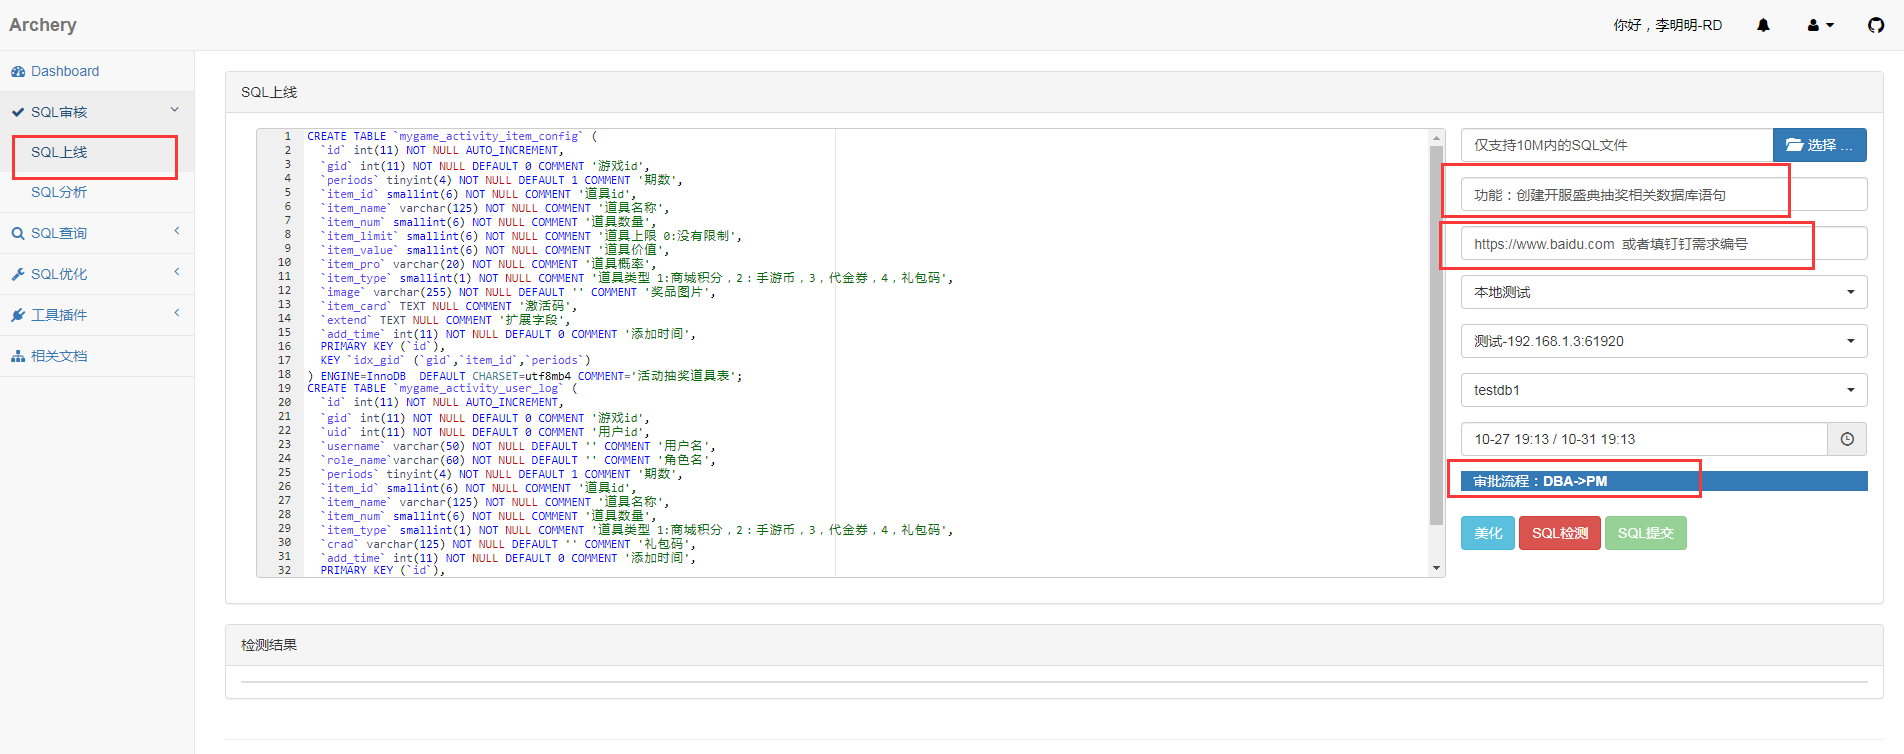 Archery
你好，李明明-RD
Dashboard
SQL审核
SQL上线
SQL分析
SQL查询
SQL优化
工具插件
相关文档
SQL上线
1 CREATE TABLE `mygame_activity_item_config` (
2 `id` int(11) NOT NULL AUTO_INCREMENT,
3 `gid` int(11) NOT NULL DEFAULT 0 COMMENT '游戏id',
4 `periods` tinyint(4) NOT NULL DEFAULT 1 COMMENT '期数',
5 `item_id` smallint(6) NOT NULL COMMENT '道具id',
6 `item_name` varchar(125) NOT NULL COMMENT '道具名称',
7 `item_num` smallint(6) NOT NULL COMMENT '道具数量',
8 `item_limit` smallint(6) NOT NULL COMMENT '道具上限 0:没有限制',
9 `item_value` smallint(6) NOT NULL COMMENT '道具价值',
10 `item_pro` varchar(20) NOT NULL COMMENT '道具概率',
11 `item_type` smallint(1) NOT NULL COMMENT '道具类型 1:商城积分，2：手游币，3，代金券，4，礼包码',
12 `image` varchar(255) NOT NULL DEFAULT '' COMMENT '奖品图片',
13 `item_card` TEXT NULL COMMENT '激活码',
14 `extend` TEXT NULL COMMENT '扩展字段',
15 `add_time` int(11) NOT NULL DEFAULT 0 COMMENT '添加时间',
16 PRIMARY KEY (`id`),
17 KEY `idx_gid` (`gid`,`item_id`,`periods`)
18 ) ENGINE=InnoDB  DEFAULT CHARSET=utf8mb4 COMMENT='活动抽奖道具表';
19 CREATE TABLE `mygame_activity_user_log` (
20 `id` int(11) NOT NULL AUTO_INCREMENT,
21 `gid` int(11) NOT NULL DEFAULT 0 COMMENT '游戏id',
22 `uid` int(11) NOT NULL DEFAULT 0 COMMENT '用户id',
23 `username` varchar(50) NOT NULL DEFAULT '' COMMENT '用户名',
24 `role_name`varchar(60) NOT NULL DEFAULT '' COMMENT '角色名',
25 `periods` tinyint(4) NOT NULL DEFAULT 1 COMMENT '期数',
26 `item_id` smallint(6) NOT NULL COMMENT '道具id',
27 `item_name` varchar(125) NOT NULL COMMENT '道具名称',
28 `item_num` smallint(6) NOT NULL COMMENT '道具数量',
29 `item_type` smallint(1) NOT NULL COMMENT '道具类型 1:商城积分，2：手游币，3，代金券，4，礼包码',
30 `crad` varchar(125) NOT NULL DEFAULT '' COMMENT '礼包码',
31 `add_time` int(11) NOT NULL DEFAULT 0 COMMENT '添加时间',
32 PRIMARY KEY (`id`),
仅支持10M内的SQL文件
选择 ...
功能：创建开服盛典抽奖相关数据库语句
https://www.baidu.com  或者填钉钉需求编号
本地测试
测试-192.168.1.3:61920
testdb1
10-27 19:13 / 10-31 19:13
审批流程：DBA->PM
美化
SQL检测
SQL提交
检测结果